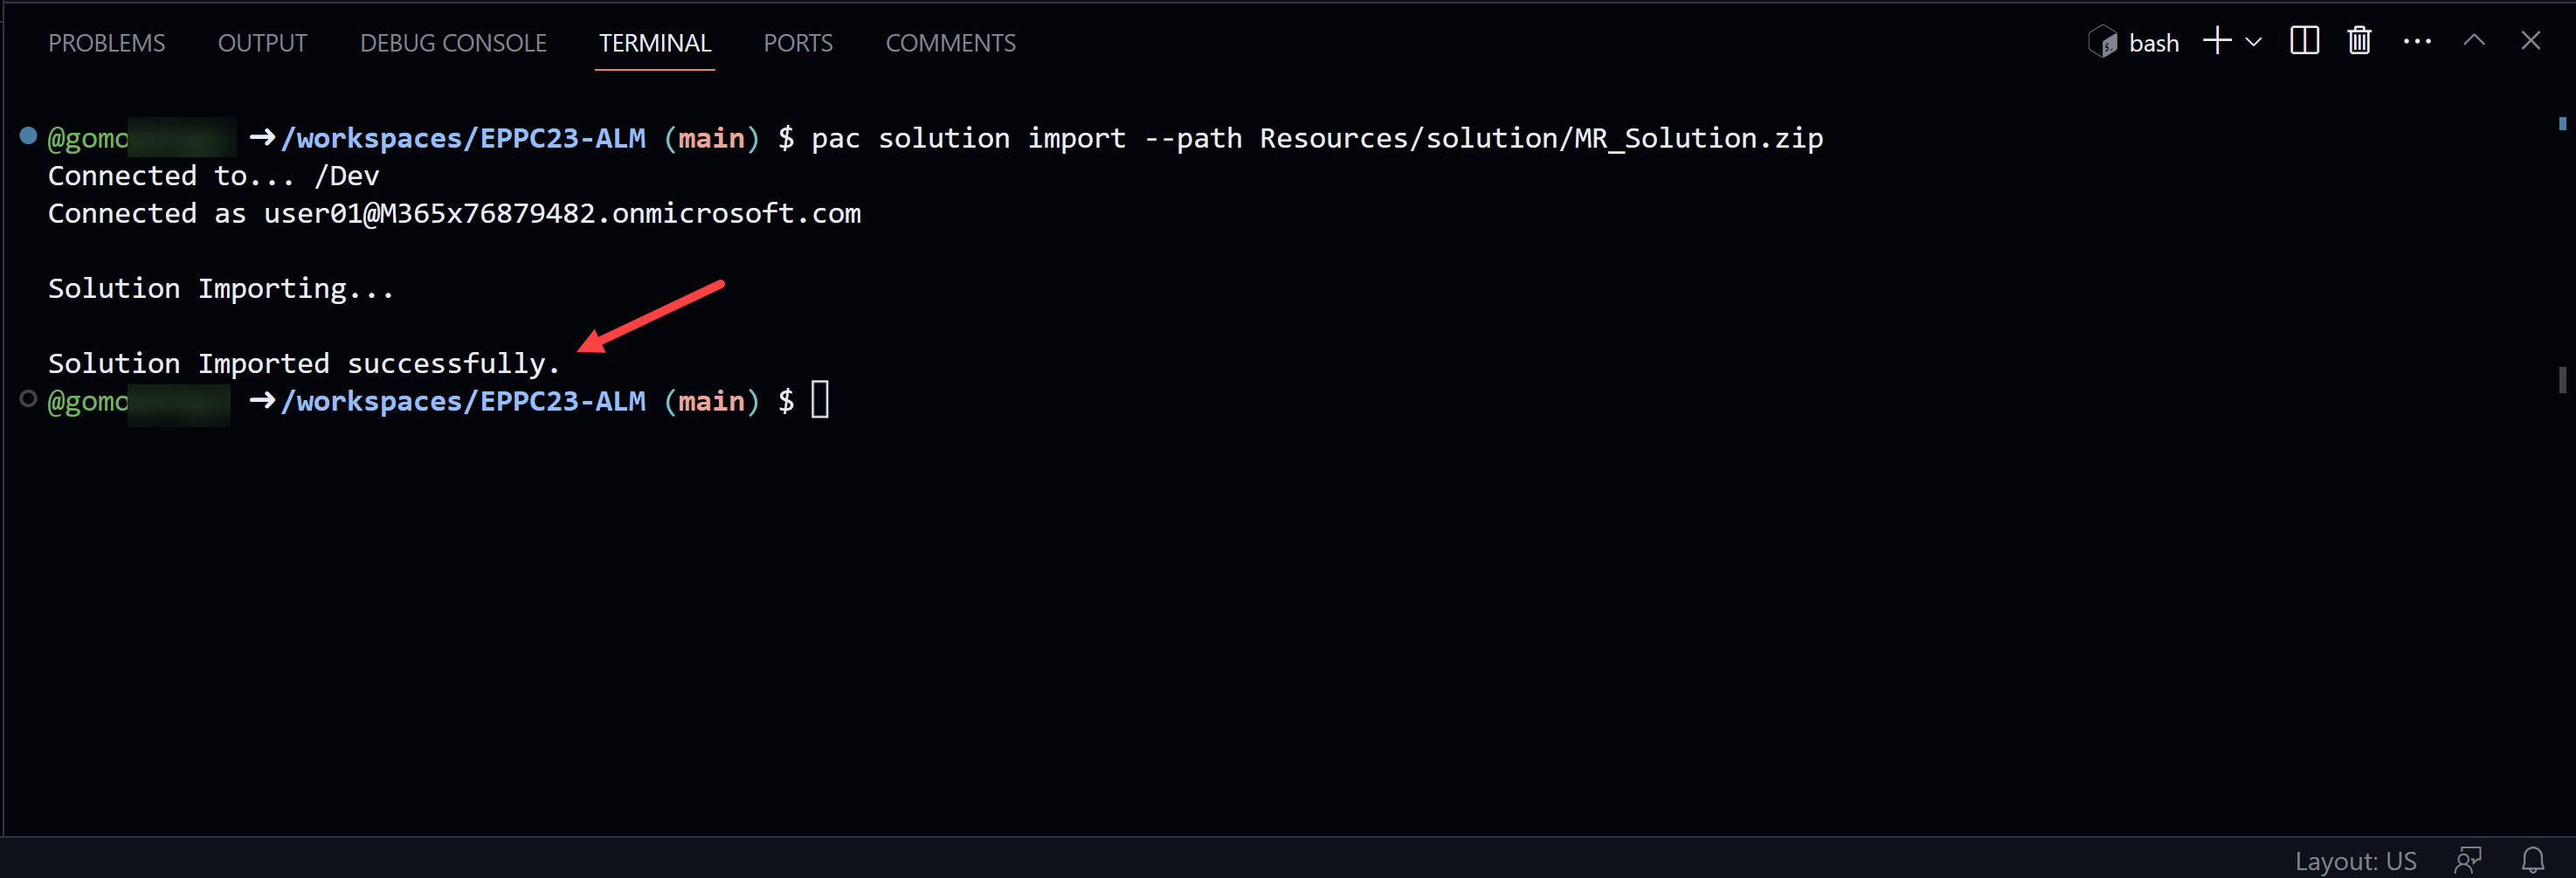 PROBLEMS OUTPUT DEBUG CONSOLE TERMINAL PORTS COMMENTS bash
@gomo ➜ /workspaces/EPPC23-ALM (main) $ pac solution import --path Resources/solution/MR_Solution.zip
Connected to... /Dev
Connected as user01@M365x76879482.onmicrosoft.com
Solution Importing...
Solution Imported successfully.
@gomo ➜ /workspaces/EPPC23-ALM (main) $
Layout: US